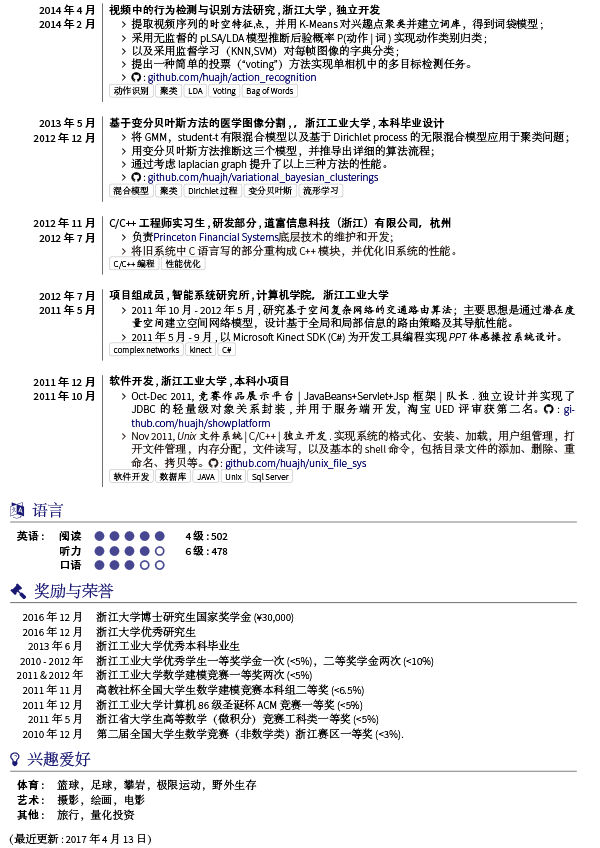 2014 年 4 月 视频中的行为检测与识别方法研究 , 浙江大学 , 独立开发
2014 年 2 月 提取视频序列的时空特征点，并用 K-Means 对兴趣点聚类并建立词库，得到词袋模型；
采用无监督的 pLSA/LDA 模型推断后验概率 P(动作 | 词 ) 实现动作类别归类；
以及采用监督学习（KNN,SVM）对每帧图像的字典分类；
提出一种简单的投票（“voting”）方法实现单相机中的多目标检测任务。
: github.com/huajh/action_recognition
动作识别 聚类 LDA Voting Bag of Words
2013 年 5 月 基于变分贝叶斯方法的医学图像分割 , ，浙江工业大学 , 本科毕业设计
2012 年 12 月 将 GMM，student-t 有限混合模型以及基于 Dirichlet process 的无限混合模型应用于聚类问题；
用变分贝叶斯方法推断这三个模型，并推导出详细的算法流程；
通过考虑 laplacian graph 提升了以上三种方法的性能。
: github.com/huajh/variational_bayesian_clusterings
混合模型 聚类 Dirichlet 过程 变分贝叶斯 流形学习
2012 年 11 月 C/C++ 工程师实习生 , 研发部分 , 道富信息科技（浙江）有限公司，杭州
2012 年 7 月 负责Princeton Financial Systems底层技术的维护和开发；
将旧系统中 C 语言写的部分重构成 C++ 模块，并优化旧系统的性能。
C/C++ 编程 性能优化
2012 年 7 月 项目组成员 , 智能系统研究所 , 计算机学院，浙江工业大学
2011 年 5 月 2011 年 10 月 - 2012 年 5 月 , 研究基于空间复杂网络的交通路由算法；主要思想是通过潜在度
量空间建立空间网络模型，设计基于全局和局部信息的路由策略及其导航性能。
2011 年 5 月 - 9 月 , 以 Microsoft Kinect SDK (C#) 为开发工具编程实现 PPT 体感操控系统设计。
complex networks kinect C#
2011 年 12 月 软件开发 , 浙江工业大学 , 本科小项目
2011 年 10 月 Oct-Dec 2011, 竞赛作品展示平台 | JavaBeans+Servlet+Jsp 框架 | 队长 . 独立设计并实现了
JDBC 的轻量级对象关系封装 , 并用于服务端开发，淘宝 UED 评审获第二名。 : gi-
thub.com/huajh/showplatform
Nov 2011, Unix 文件系统 | C/C++ | 独立开发 . 实现系统的格式化、安装、加载，用户组管理，打
开文件管理，内存分配，文件读写，以及基本的 shell 命令，包括目录文件的添加、删除、重
命名、拷贝等。 : github.com/huajh/unix_file_sys
软件开发 数据库 JAVA Unix Sql Server
语言
英语： 阅读 4 级 : 502
听力 6 级 : 478
口语
奖励与荣誉
2016 年 12 月 浙江大学博士研究生国家奖学金 (¥30,000)
2016 年 12 月 浙江大学优秀研究生
2013 年 6 月 浙江工业大学优秀本科毕业生
2010 - 2012 年 浙江工业大学优秀学生一等奖学金一次 (<5%)，二等奖学金两次 (<10%)
2011 & 2012 年 浙江工业大学数学建模竞赛一等奖两次 (<5%)
2011 年 11 月 高教社杯全国大学生数学建模竞赛本科组二等奖 (<6.5%)
2011 年 12 月 浙江工业大学计算机 86 级圣诞杯 ACM 竞赛一等奖 (<5%)
2011 年 5 月 浙江省大学生高等数学（微积分）竞赛工科类一等奖 (<5%)
2010 年 12 月 第二届全国大学生数学竞赛（非数学类）浙江赛区一等奖 (<3%).
兴趣爱好
体育： 篮球，足球，攀岩，极限运动，野外生存
艺术： 摄影，绘画，电影
其他： 旅行，量化投资
（最近更新 : 2017 年 4 月 13 日）